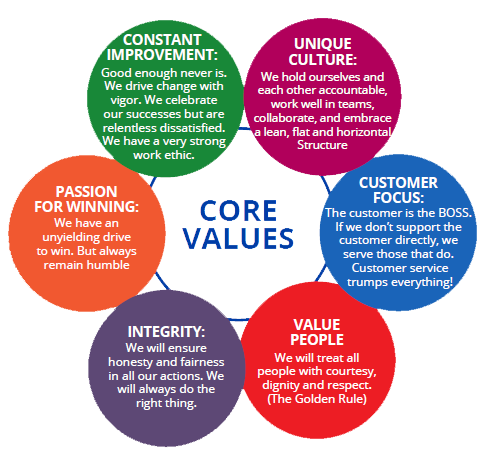 CONSTANT
IMPROVEMENT:
Good enough never is.
We drive change with
vigor. We celebrate
our successes but are
relentless dissatisfied.
We have a very strong
work ethic.
UNIQUE
CULTURE:
We hold ourselves and
each other accountable,
work well in teams,
collaborate, and embrace
a lean, flat and horizontal
Structure
CUSTOMER
FOCUS:
The customer is the BOSS.
If we don't support the
customer directly, we
serve those that do.
Customer service
trumps everything!
VALUE
PEOPLE
We will treat all
people with courtesy,
dignity and respect.
(The Golden Rule)
INTEGRITY:
We will ensure
honesty and fairness
in all our actions. We
will always do the
right thing.
PASSION
FOR WINNING:
We have an
unyielding drive
to win. But always
remain humble
CORE
VALUES